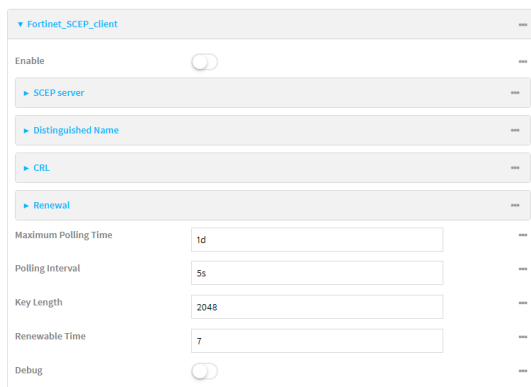 Fortinet_SCEP_client
Enable
SCEP server
Distinguished Name
CRL
Renewal
Maximum Polling Time 1d
Polling Interval 5s
Key Length 2048
Renewable Time 7
Debug